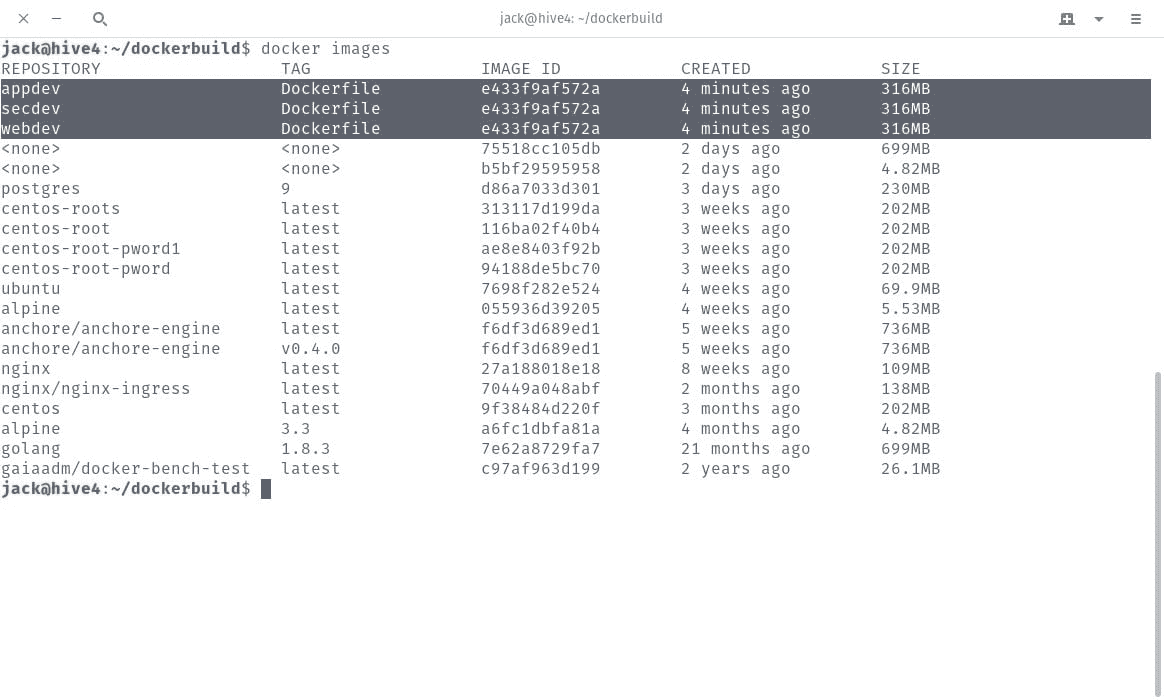 jack@hive4: ~/dockerbuild
jack@hive4:~/dockerbuild$ docker images
REPOSITORY TAG IMAGE ID CREATED SIZE
appdev Dockerfile e433f9af572a 4 minutes ago 316MB
secdev Dockerfile e433f9af572a 4 minutes ago 316MB
webdev Dockerfile e433f9af572a 4 minutes ago 316MB
<none> <none> 75518cc105db 2 days ago 699MB
<none> <none> b5bf29595958 2 days ago 4.82MB
postgres 9 d86a7033d301 3 days ago 230MB
centos-roots latest 313117d199da 3 weeks ago 202MB
centos-root latest 116ba02f40b4 3 weeks ago 202MB
centos-root-pword1 latest ae8e8403f92b 3 weeks ago 202MB
centos-root-pword latest 94188de5bc70 3 weeks ago 202MB
ubuntu latest 7698f282e524 4 weeks ago 69.9MB
alpine latest 055936d39205 4 weeks ago 5.53MB
anchore/anchore-engine latest f6df3d689ed1 5 weeks ago 736MB
anchore/anchore-engine v0.4.0 f6df3d689ed1 5 weeks ago 736MB
nginx latest 27a188018e18 8 weeks ago 109MB
nginx/nginx-ingress latest 70449a048abf 2 months ago 138MB
centos latest 9f38484d220f 3 months ago 202MB
alpine 3.3 a6fc1dbfa81a 4 months ago 4.82MB
golang 1.8.3 7e62a8729fa7 21 months ago 699MB
gaiaadm/docker-bench-test latest c97af963d199 2 years ago 26.1MB
jack@hive4:~/dockerbuild$